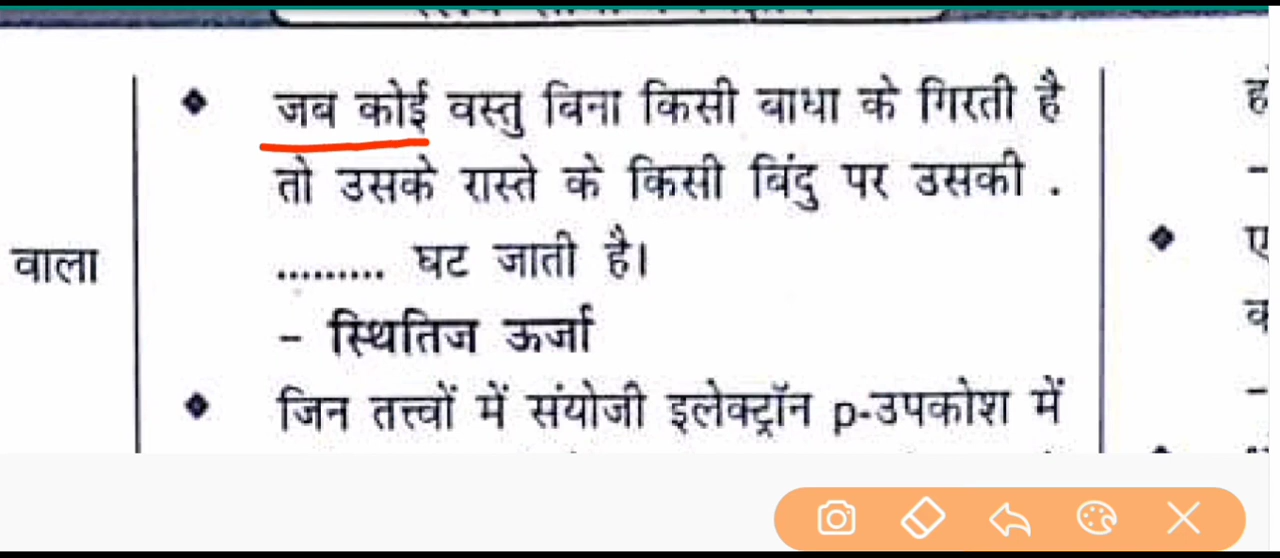 वाला
◆ जब कोई वस्तु बिना किसी बाधा के गिरती है
तो उसके रास्ते के किसी बिंदु पर उसकी .
......... घट जाती है।
– स्थितिज ऊर्जा
◆ जिन तत्त्वों में संयोजी इलेक्ट्रॉन p-उपकोश में